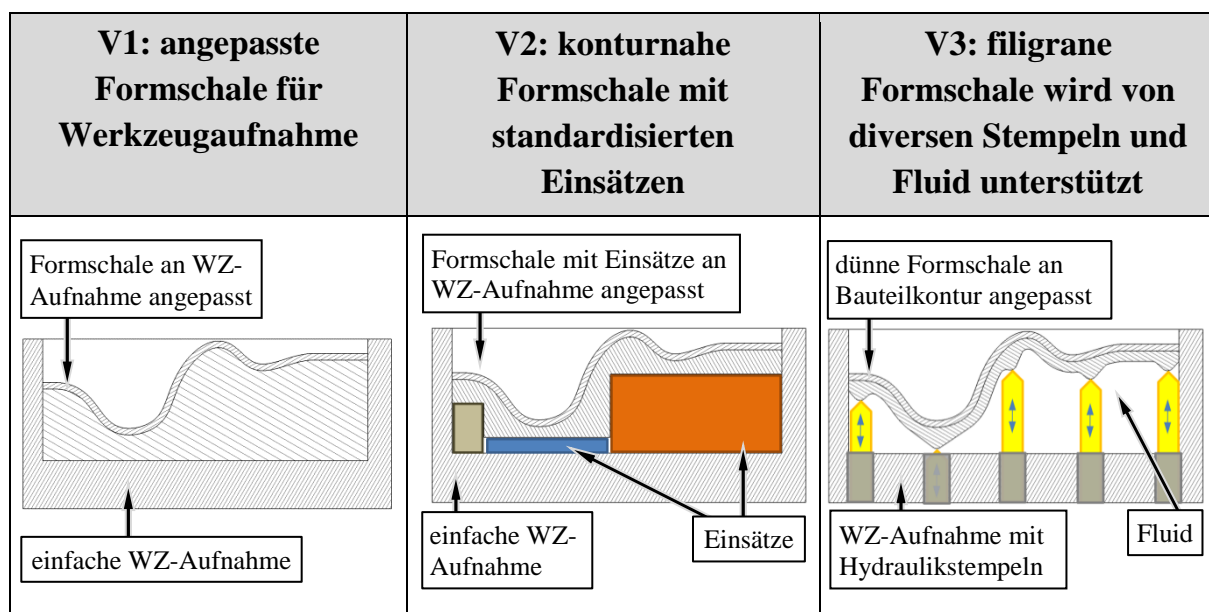 V1: angepasste
Formschale für
Werkzeugaufnahme
V2: konturnahe
Formschale mit
standardisierten
Einsätzen
V3: filigrane
Formschale wird von
diversen Stempeln und
Fluid unterstützt
Formschale an WZ-
Aufnahme angepasst
einfache WZ-Aufnahme
Formschale mit Einsätze an
WZ-Aufnahme angepasst
einfache WZ-
Aufnahme
Einsätze
dünne Formschale an
Bauteilkontur angepasst
WZ-Aufnahme mit
Hydraulikstempeln
Fluid